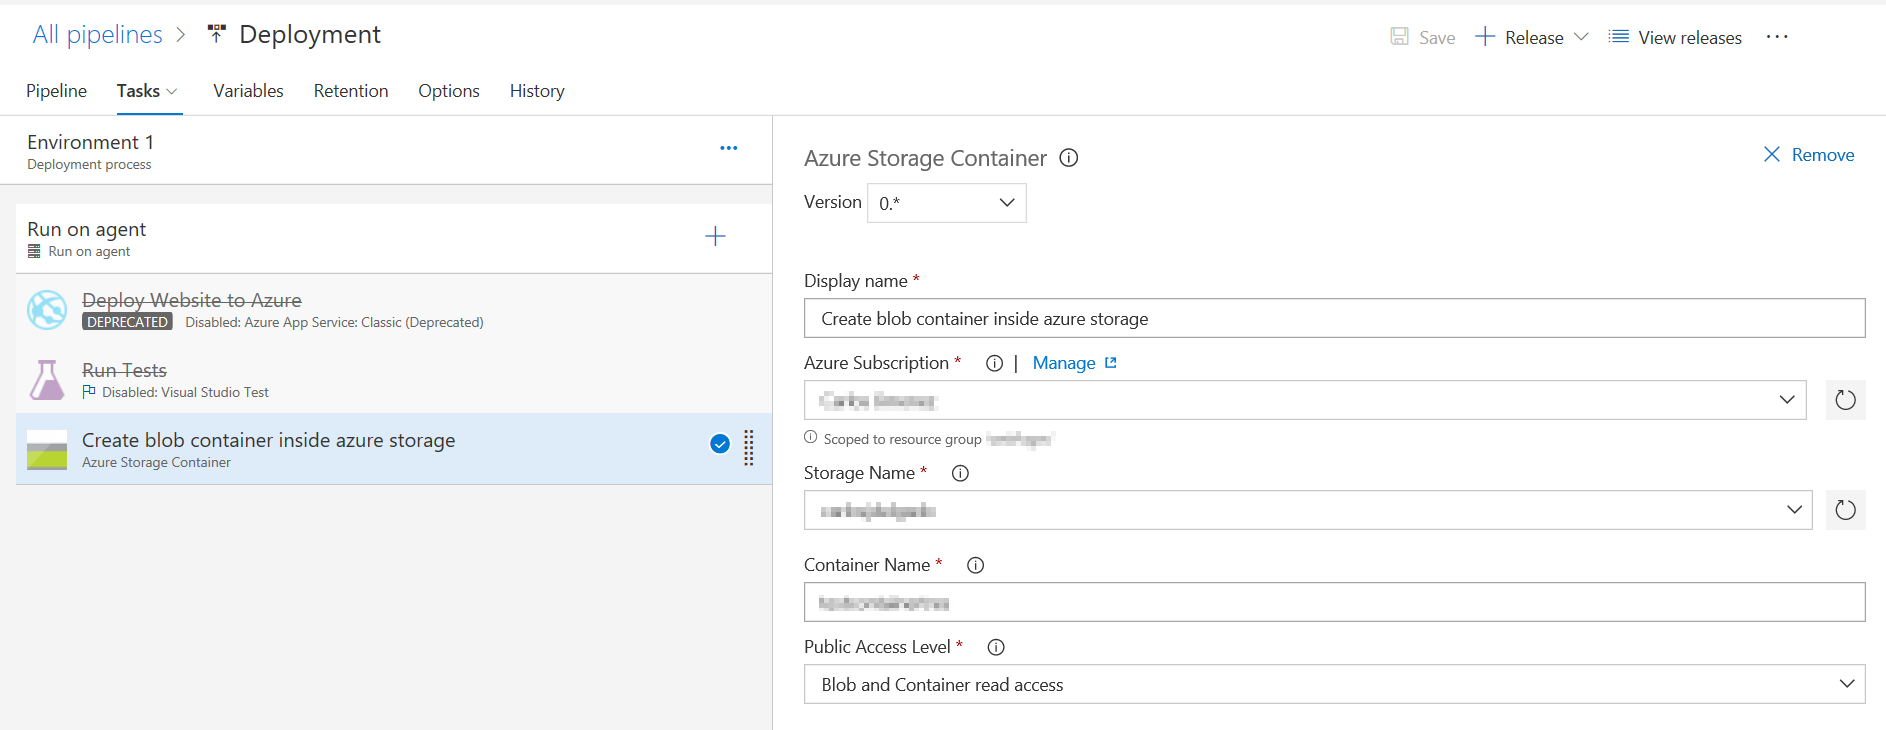 All pipelines > Deployment
Save Release View releases ...
Pipeline Tasks Variables Retention Options History
Environment 1
Deployment process
Run on agent
Run on agent
Deploy Website to Azure
DEPRECATED Disabled: Azure App Service: Classic (Deprecated)
Run Tests
Disabled: Visual Studio Test
Create blob container inside azure storage
Azure Storage Container
Azure Storage Container
Remove
Version 0.*
Display name *
Create blob container inside azure storage
Azure Subscription * | Manage
Scoped to resource group
Storage Name *
Container Name *
Public Access Level *
Blob and Container read access